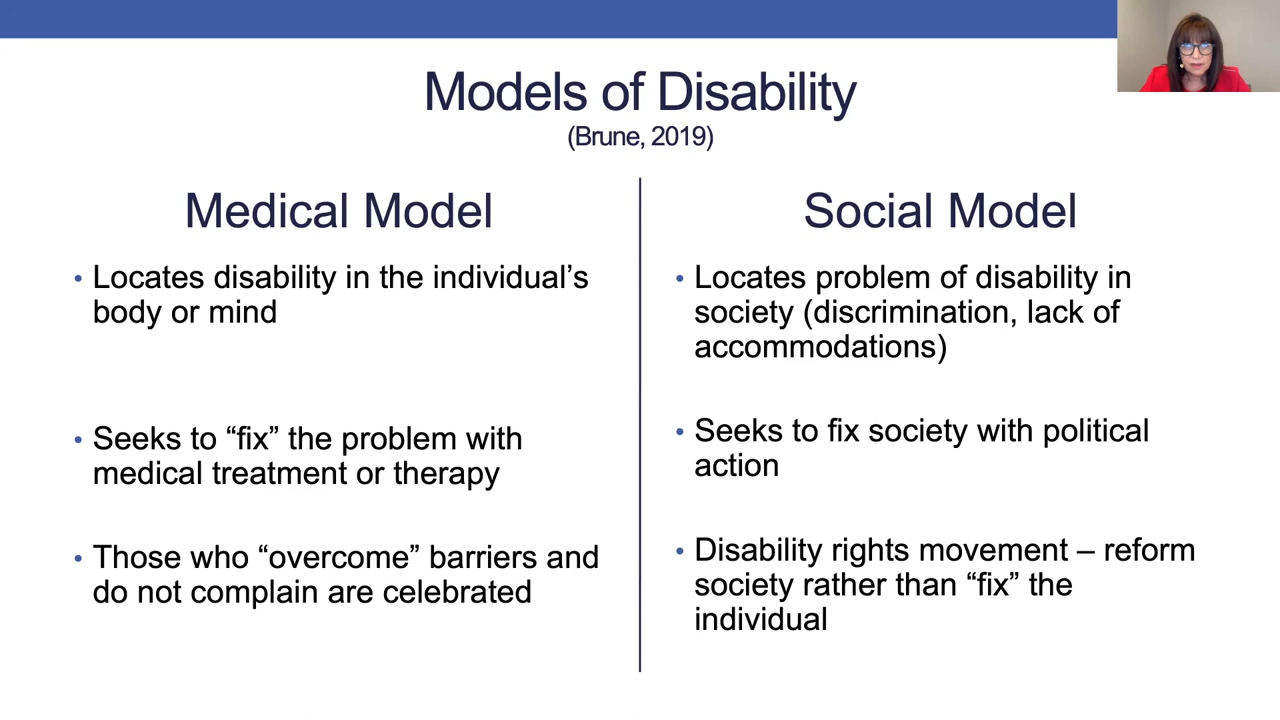 Models of Disability
(Brune, 2019)
Medical Model
• Locates disability in the individual’s
body or mind
• Seeks to “fix” the problem with
medical treatment or therapy
• Those who “overcome” barriers and
do not complain are celebrated
Social Model
• Locates problem of disability in
society (discrimination, lack of
accommodations)
• Seeks to fix society with political
action
• Disability rights movement – reform
society rather than “fix” the
individual